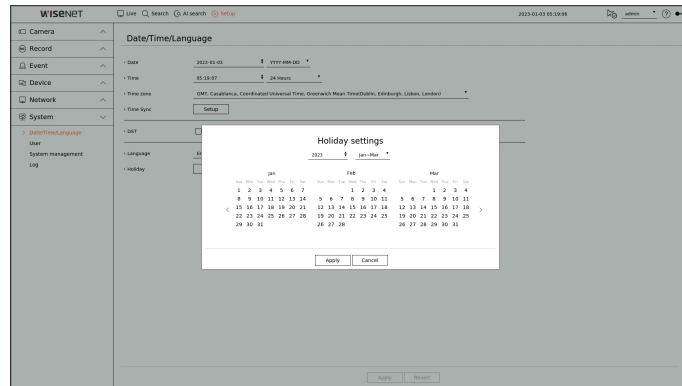 WISENET
Live Search AI search Setup 2023-01-03 05:19:06 admin ?
Camera
Record
Event
Device
Network
System
Date/Time/Language
User
System management
Log
Date/Time/Language
Date 2023-01-03 YYYY-MM-DD
Time 05:19:07 24 Hours
Time zone GMT, Casablanca, Coordinated Universal Time, Greenwich Mean Time(Dublin, Edinburgh, Lisbon, London)
Time Sync Setup
DST
Language
Holiday
Holiday settings
2023 Jan~Mar
Jan Feb Mar
Sun Mon Tue Wed Thu Fri Sat Sun Mon Tue Wed Thu Fri Sat Sun Mon Tue Wed Thu Fri Sat
1 2 3 4 5 6 7 1 2 3 4 1 2 3 4
8 9 10 11 12 13 14 5 6 7 8 9 10 11 5 6 7 8 9 10 11
< 15 16 17 18 19 20 21 12 13 14 15 16 17 18 12 13 14 15 16 17 18 >
22 23 24 25 26 27 28 19 20 21 22 23 24 25 19 20 21 22 23 24 25
29 30 31 26 27 28 26 27 28 29 30 31
Apply Cancel
Apply Revert